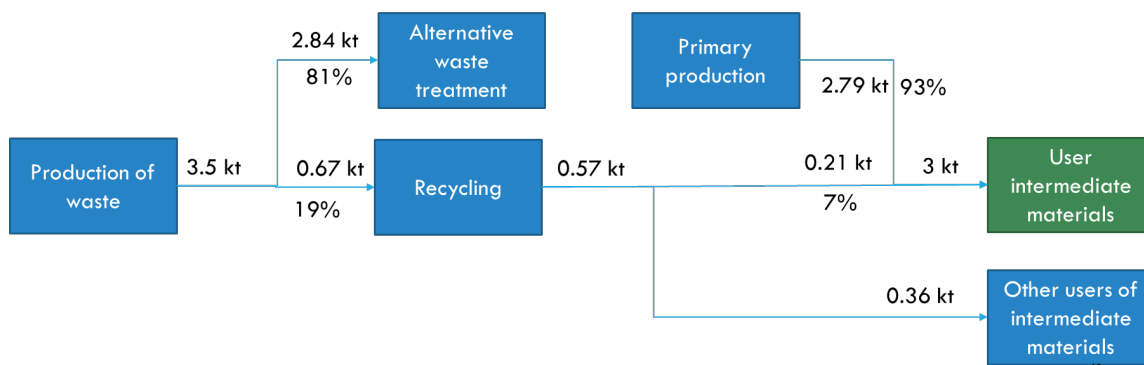 2.84 kt
81%
Alternative
waste
treatment
Primary
production
2.79 kt
93%
Production of
waste
3.5 kt
0.67 kt
19%
Recycling
0.57 kt
0.21 kt
7%
3 kt
User
intermediate
materials
0.36 kt
Other users of
intermediate
materials